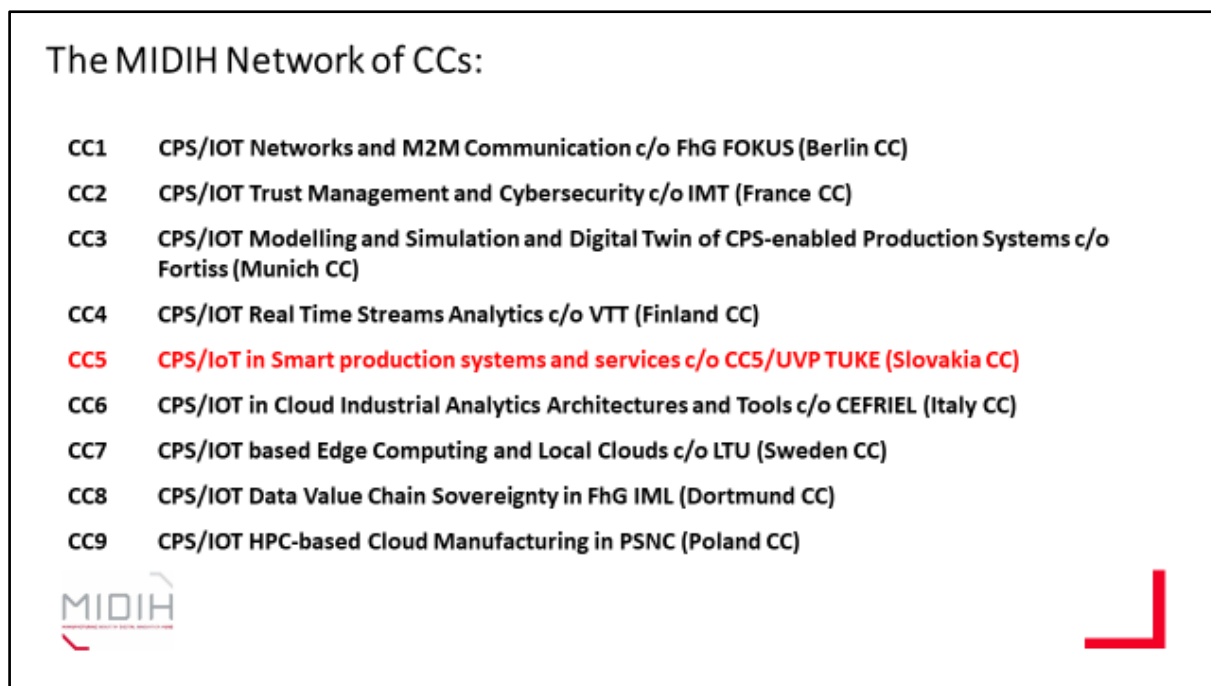 The MIDIH Network of CCs:
CC1 CPS/IOT Networks and M2M Communication c/o FhG FOKUS (Berlin CC)
CC2 CPS/IOT Trust Management and Cybersecurity c/o IMT (France CC)
CC3 CPS/IOT Modelling and Simulation and Digital Twin of CPS-enabled Production Systems c/o
Fortiss (Munich CC)
CC4 CPS/IOT Real Time Streams Analytics c/o VTT (Finland CC)
CC5 CPS/IoT in Smart production systems and services c/o CC5/UVP TUKE (Slovakia CC)
CC6 CPS/IOT in Cloud Industrial Analytics Architectures and Tools c/o CEFRIEL (Italy CC)
CC7 CPS/IOT based Edge Computing and Local Clouds c/o LTU (Sweden CC)
CC8 CPS/IOT Data Value Chain Sovereignty in FhG IML (Dortmund CC)
CC9 CPS/IOT HPC-based Cloud Manufacturing in PSNC (Poland CC)
MIDIH